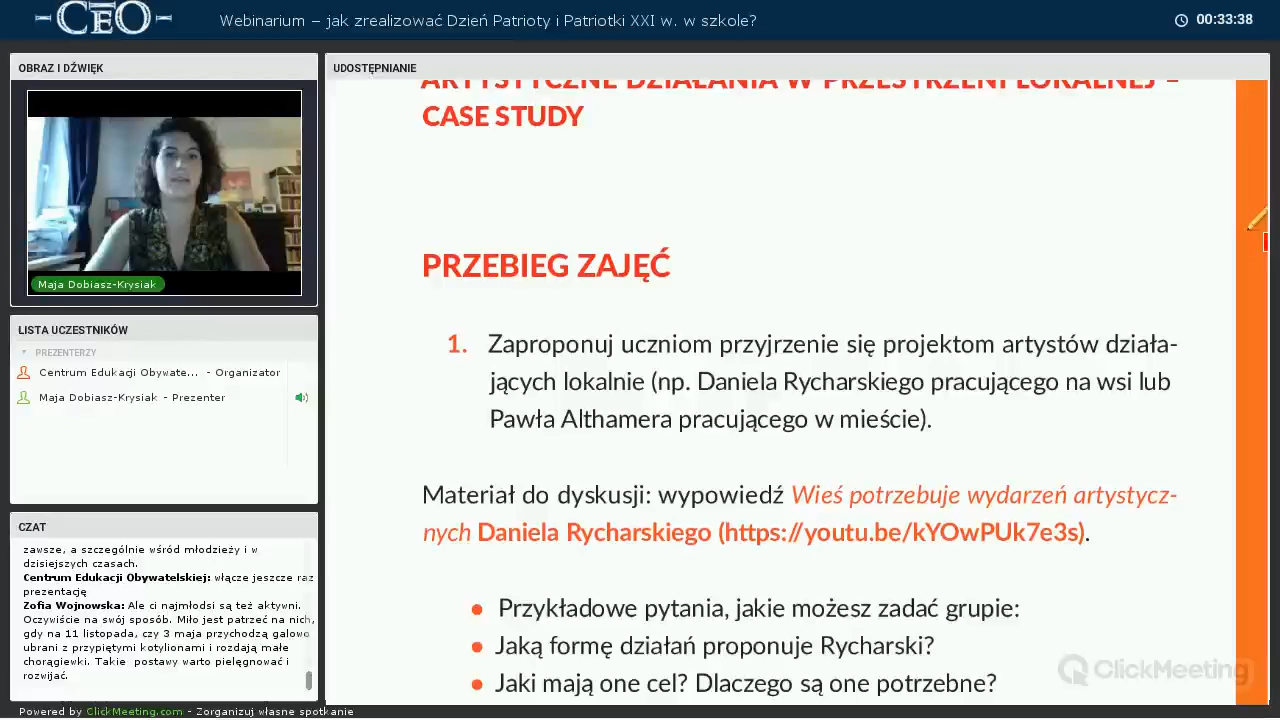 CEO
Webinarium – jak zrealizować Dzień Patrioty i Patriotki XXI w. w szkole?
00:33:38
OBRAZ I DŹWIĘK
Maja Dobiasz-Krysiak
LISTA UCZESTNIKÓW
PREZENTERZY
Centrum Edukacji Obywate... - Organizator
Maja Dobiasz-Krysiak - Prezenter
CZAT
zawsze, a szczególnie wśród młodzieży i w
dzisiejszych czasach.
Centrum Edukacji Obywatelskiej: włącze jeszcze raz
prezentację
Zofia Wojnowska: Ale ci najmłodsi są też aktywni.
Oczywiście na swój sposób. Miło jest patrzeć na nich,
gdy na 11 listopada, czy 3 maja przychodzą galowo
ubrani z przypiętymi kotylionami i rozdają małe
chorągiewki. Takie postawy warto pielęgnować i
rozwijać.
UDOSTĘPNIANIE
ARTYSTYCZNE DZIAŁANIA W PRZESTRZENI LOKALNEJ –
CASE STUDY
PRZEBIEG ZAJĘĆ
1. Zaproponuj uczniom przyjrzenie się projektom artystów działa-
jących lokalnie (np. Daniela Rycharskiego pracującego na wsi lub
Pawła Althamera pracującego w mieście).
Materiał do dyskusji: wypowiedź Wieś potrzebuje wydarzeń artystycz-
nych Daniela Rycharskiego (https://youtu.be/kYOwPUk7e3s).
• Przykładowe pytania, jakie możesz zadać grupie:
• Jaką formę działań proponuje Rycharski?
• Jaki mają one cel? Dlaczego są one potrzebne?
ClickMeeting
Powered by ClickMeeting.com - Zorganizuj własne spotkanie